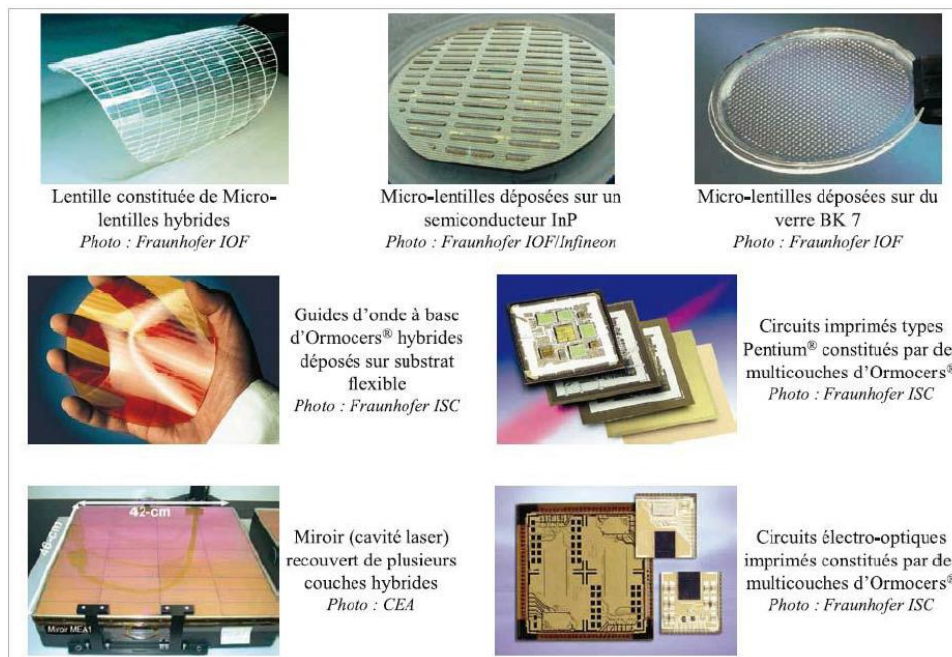 Lentille constituée de Micro-
lentilles hybrides
Photo : Fraunhofer IOF
Micro-lentilles déposées sur un
semiconducteur InP
Photo : Fraunhofer IOF/Infineon
Micro-lentilles déposées sur du
verre BK 7
Photo : Fraunhofer IOF
Guides d’onde à base
d’Ormocers® hybrides
déposés sur substrat
flexible
Photo : Fraunhofer ISC
Circuits imprimés types
Pentium® constitués par de
multicouches d’Ormocers®
Photo : Fraunhofer ISC
42-cm
46-cm
Miroir MEA1
Miroir (cavité laser)
recouvert de plusieurs
couches hybrides
Photo : CEA
Circuits électro-optiques
imprimés constitués par de
multicouches d’Ormocers®
Photo : Fraunhofer ISC